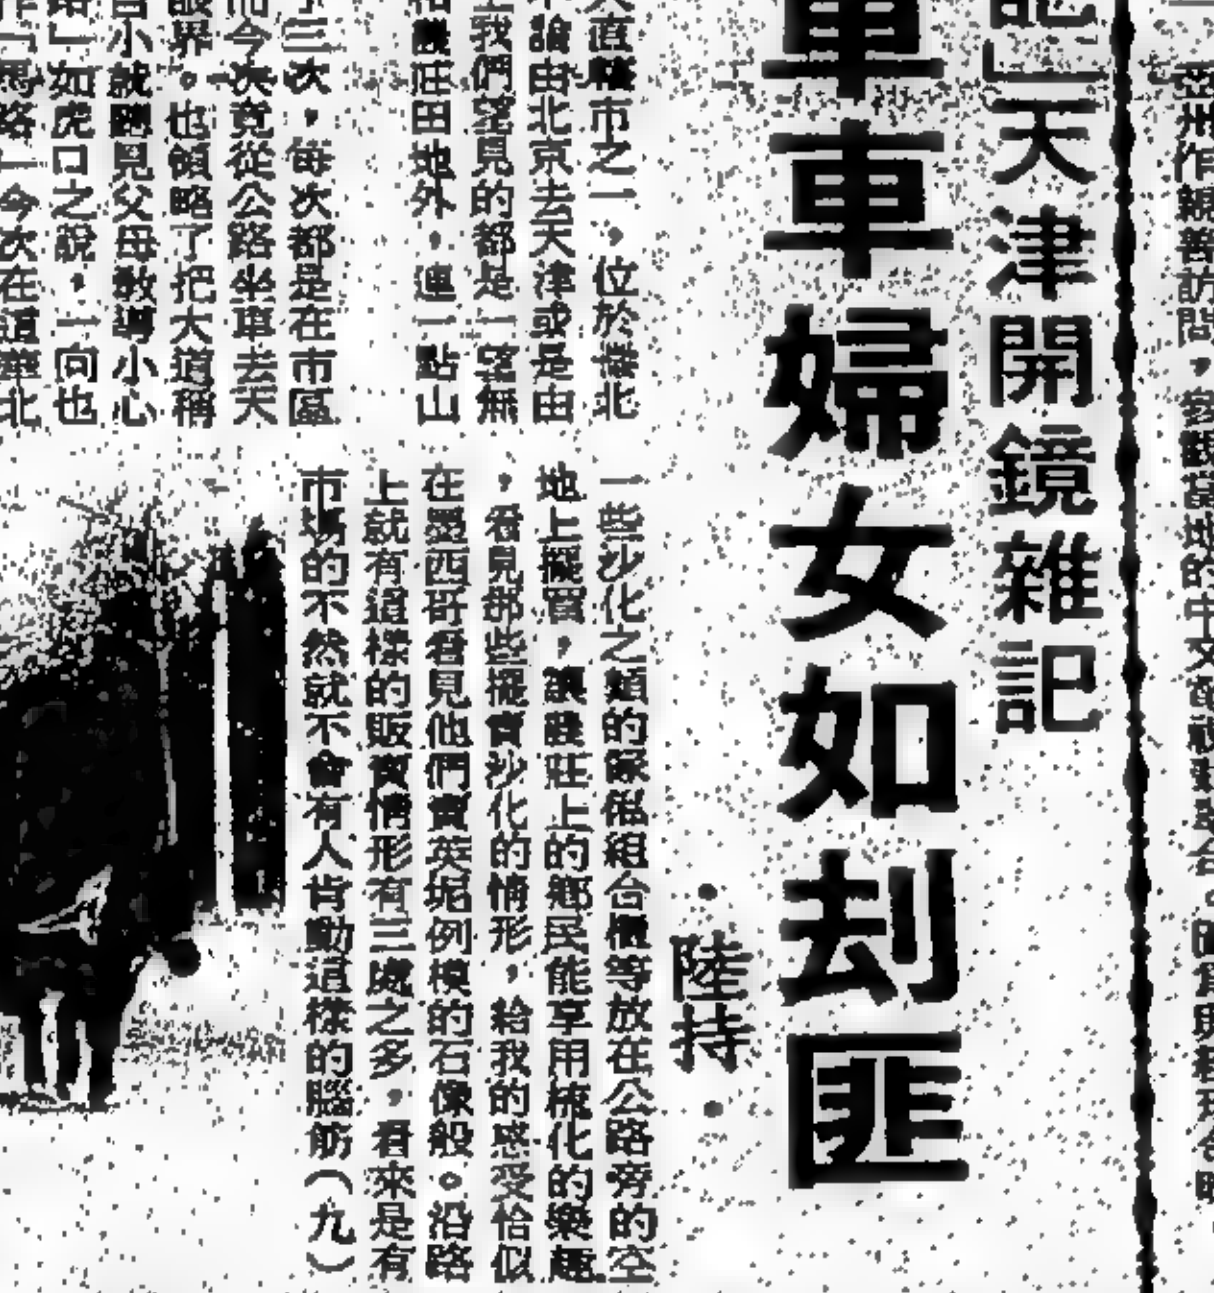 亞洲作親善訪問,參觀當地的中文
」天津開鏡雜記
車車婦女如刦匪
•陸持•
大直轄市之一,位於華北
論由北京去天津或是由
我們望見的都是一望無
農莊田地外,連一點山
三次,每次都是在市區
而今次竟從公路坐車去天
眼界。也領略了把大道稱
自小就聽見父母教導小心
路」如虎口之說,一向也
作「馬路」今次在這華北
一些沙化之類的傢俬組合櫃等放在公路旁的空
地上擺賣,讓農莊上的鄉民能享用梳化的樂趣
,看見那些擺賣沙化的情形,給我的感受恰似
在墨西哥看見他們賣英坭例模的石像般。沿路
上就有這樣的販賣情形有三處之多,看來是有
市場的不然就不會有人肯動這樣的腦筋(九)